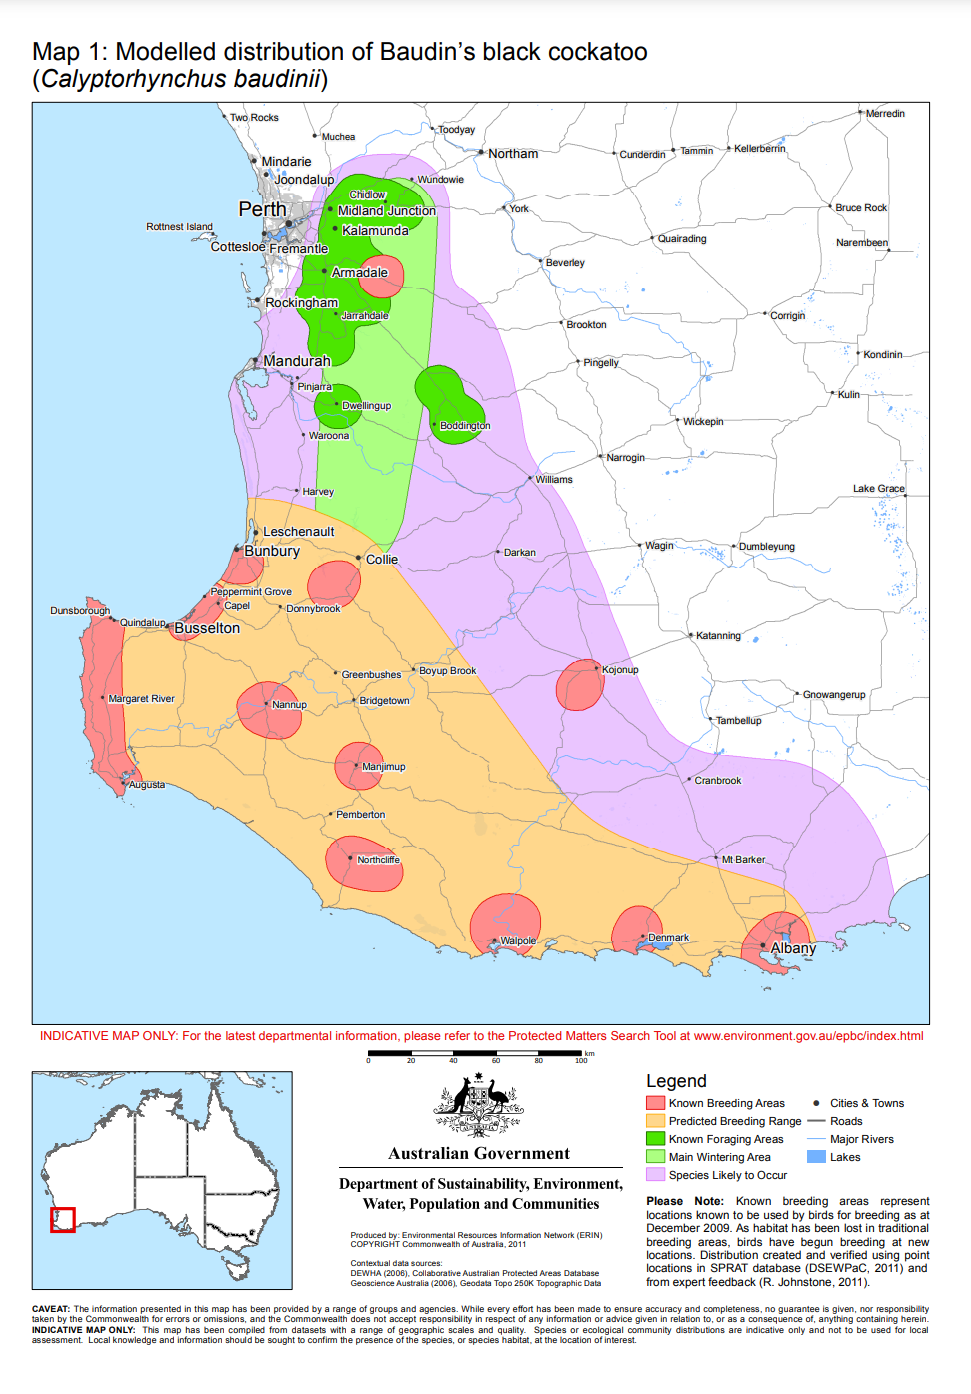 Map 1: Modelled distribution of Baudin's black cockatoo
(Calyptorhynchus baudinii)
Two Rocks
Merredin
Toodyay
Muchea
Northam
Cunderdin
Tammin
Kellerberrin
Mindarie
Joondalup
Wundowie
Chidlow
Perth
Midland Junction
York
Bruce Rock
Rottnest Island
Kalamunda
Cottesloe
Fremantle
Quairading
Narembeen
Beverley
Armadale
Rockingham
Jarrahdale
Corrigin
Brookton
Mandurah
Pingelly
Kondinin
Pinjarra
Kulin
Dwellingup
Boddington
Wickepin
Waroona
Narrogin
Williams
Harvey
Lake Grace
Leschenault
Bunbury
Collie
Darkan
Wagin
Dumbleyung
Peppermint Grove
Capel
Donnybrook
Dunsborough
Quindalup
Busselton
Katanning
Greenbushes
Boyup Brook
Kojonup
Margaret River
Nannup
Bridgetown
Gnowangerup
Tambellup
Manjimup
Augusta
Cranbrook
Pemberton
Northcliffe
Mt Barker
Walpole
Denmark
Albany
INDICATIVE MAP ONLY: For the latest departmental information, please refer to the Protected Matters Search Tool at www.environment.gov.au/epbc/index.html
km
0 20 40 60 80 100
Australian Government
Department of Sustainability, Environment,
Water, Population and Communities
Produced by: Environmental Resources Information Network (ERIN)
COPYRIGHT Commonwealth of Australia, 2011
Contextual data sources:
DEWHA (2006), Collaborative Australian Protected Areas Database
Geoscience Australia (2006), Geodata Topo 250K Topographic Data
Legend
Known Breeding Areas
Predicted Breeding Range
Known Foraging Areas
Main Wintering Area
Species Likely to Occur
Cities & Towns
Roads
Major Rivers
Lakes
Please Note: Known breeding areas represent
locations known to be used by birds for breeding as at
December 2009. As habitat has been lost in traditional
breeding areas, birds have begun breeding at new
locations. Distribution created and verified using point
locations in SPRAT database (DSEWPaC, 2011) and
from expert feedback (R. Johnstone, 2011).
CAVEAT: The information presented in this map has been provided by a range of groups and agencies. While every effort has been made to ensure accuracy and completeness, no guarantee is given, nor responsibility
taken by the Commonwealth for errors or omissions, and the Commonwealth does not accept responsibility in respect of any information or advice given in relation to, or as a consequence of, anything containing herein.
INDICATIVE MAP ONLY: This map has been compiled from datasets with a range of geographic scales and quality. Species or ecological community distributions are indicative only and not to be used for local
assessment. Local knowledge and information should be sought to confirm the presence of the species, or species habitat, at the location of interest.